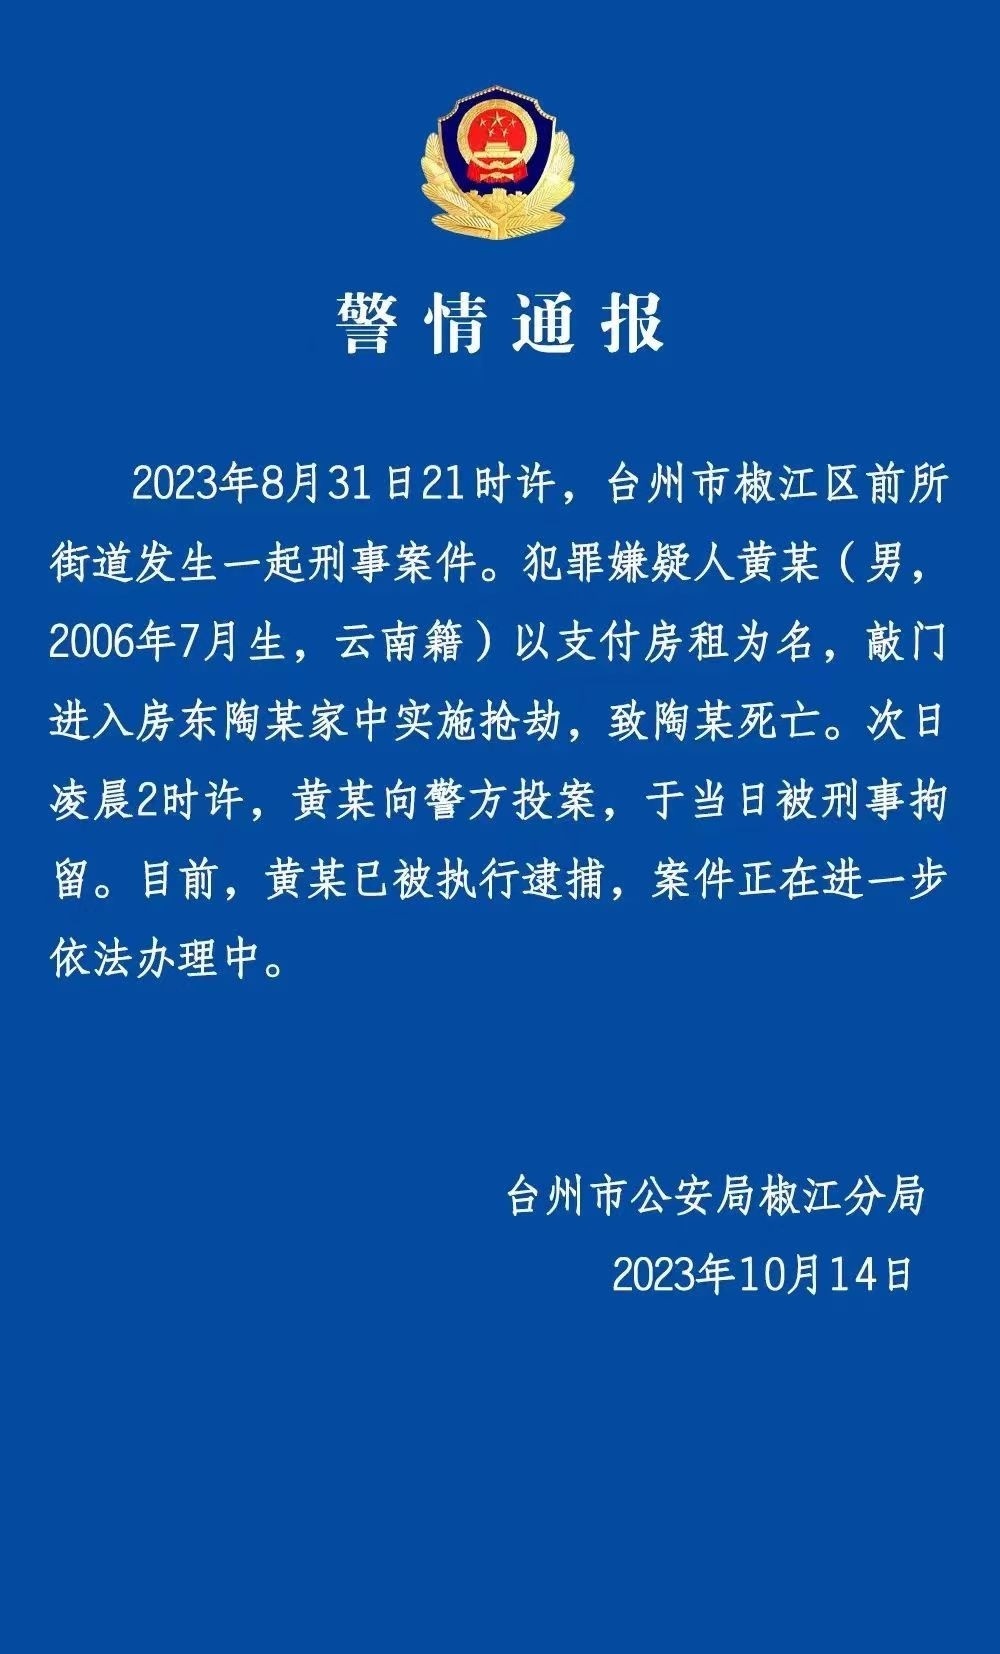 警情通报
2023年8月31日21时许，台州市椒江区前所
街道发生一起刑事案件。犯罪嫌疑人黄某（男，
2006年7月生，云南籍）以支付房租为名，敲门
进入房东陶某家中实施抢劫，致陶某死亡。次日
凌晨2时许，黄某向警方投案，于当日被刑事拘
留。目前，黄某已被执行逮捕，案件正在进一步
依法办理中。
台州市公安局椒江分局
2023年10月14日